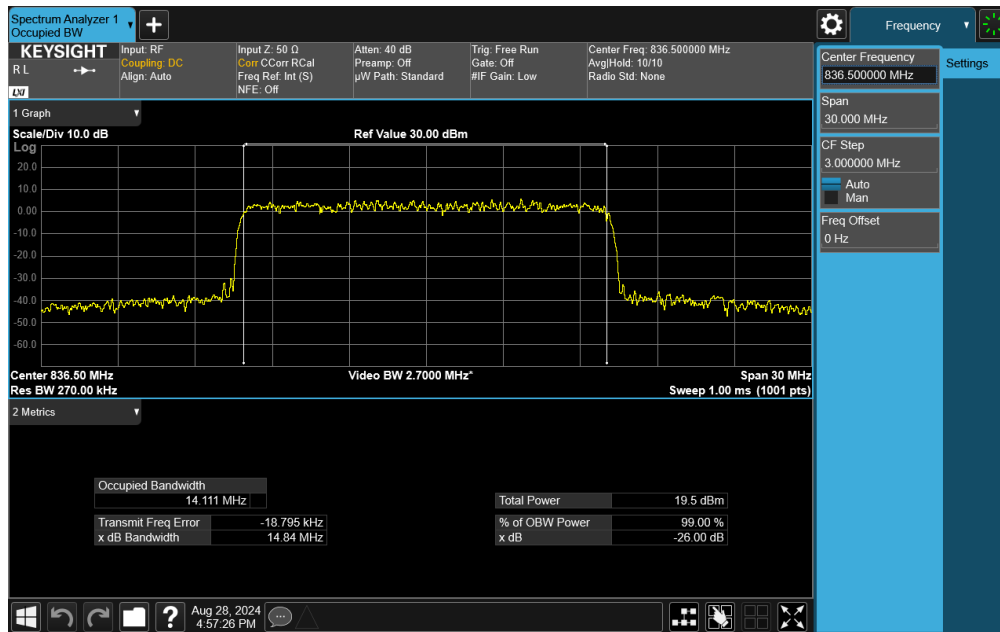 Spectrum Analyzer 1
Occupied BW
Frequency
KEYSIGHT
R L
LXI
Input: RF
Coupling: DC
Align: Auto
Input Z: 50 Ω
Corr CCorr RCal
Freq Ref: Int (S)
NFE: Off
Atten: 40 dB
Preamp: Off
µW Path: Standard
Trig: Free Run
Gate: Off
#IF Gain: Low
Center Freq: 836.500000 MHz
Avg|Hold: 10/10
Radio Std: None
Center Frequency
836.500000 MHz
Settings
Span
30.000 MHz
CF Step
3.000000 MHz
Auto
Man
Freq Offset
0 Hz
1 Graph
Scale/Div 10.0 dB
Ref Value 30.00 dBm
Log
20.0
10.0
0.00
-10.0
-20.0
-30.0
-40.0
-50.0
-60.0
Center 836.50 MHz
Video BW 2.7000 MHz*
Span 30 MHz
Res BW 270.00 kHz
Sweep 1.00 ms (1001 pts)
2 Metrics
Occupied Bandwidth
14.111 MHz
Total Power 19.5 dBm
Transmit Freq Error -18.795 kHz
% of OBW Power 99.00 %
x dB Bandwidth 14.84 MHz
x dB -26.00 dB
Aug 28, 2024
4:57:26 PM